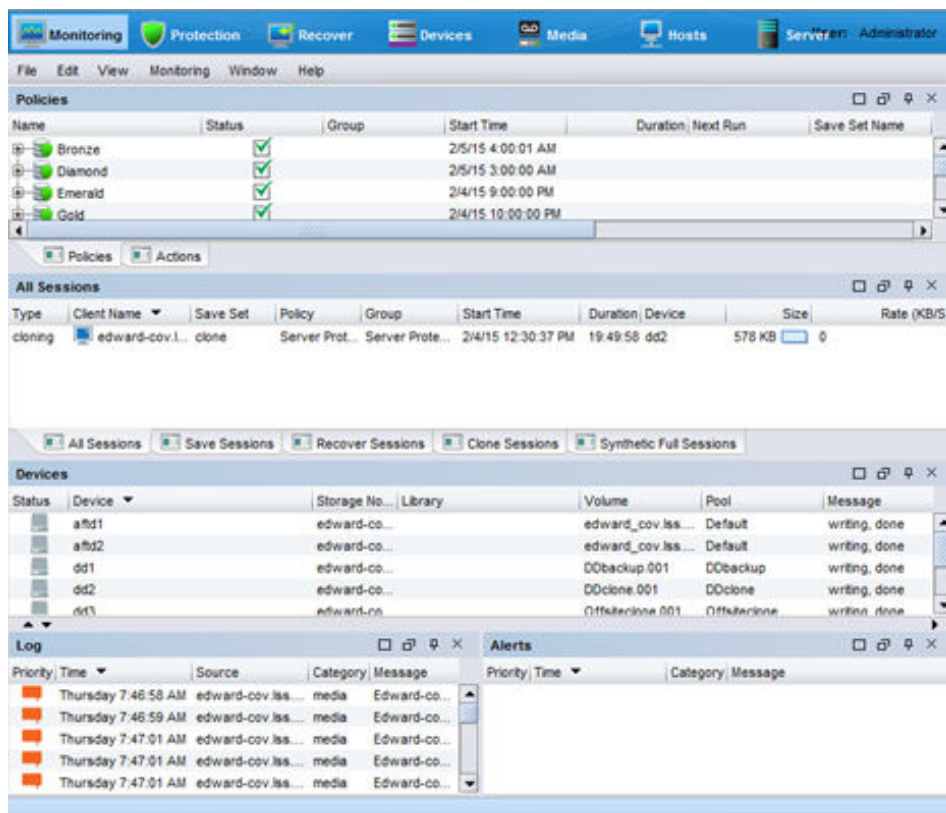 Monitoring Protection Recover Devices Media Hosts Server Administrator
File Edit View Monitoring Window Help
Policies
Name Status Group Start Time Duration Next Run Save Set Name
Bronze 2/5/15 4:00:01 AM
Diamond 2/5/15 3:00:00 AM
Emerald 2/4/15 9:00:00 PM
Gold 2/4/15 10:00:00 PM
Policies Actions
All Sessions
Type Client Name Save Set Policy Group Start Time Duration Device Size Rate (KB/S
cloning edward-cov.l... clone Server Prot... Server Prote... 2/4/15 12:30:37 PM 19:49:58 dd2 578 KB 0
All Sessions Save Sessions Recover Sessions Clone Sessions Synthetic Full Sessions
Devices
Status Device Storage No... Library Volume Pool Message
aftd1 edward-co... edward_cov.lss.... Default writing, done
aftd2 edward-co... edward_cov.lss.... Default writing, done
dd1 edward-co... DDbackup.001 DDbackup writing, done
dd2 edward-co... DDclone.001 DDclone writing, done
dd3 edward-co Offsiteclone.001 Offsiteclone writing, done
Log Alerts
Priority Time Source Category Message Priority Time Category Message
Thursday 7:46:58 AM edward-cov.lss.... media Edward-co...
Thursday 7:46:59 AM edward-cov.lss.... media Edward-co...
Thursday 7:47:01 AM edward-cov.lss.... media Edward-co...
Thursday 7:47:01 AM edward-cov.lss.... media Edward-co...
Thursday 7:47:01 AM edward-cov.lss.... media Edward-co...